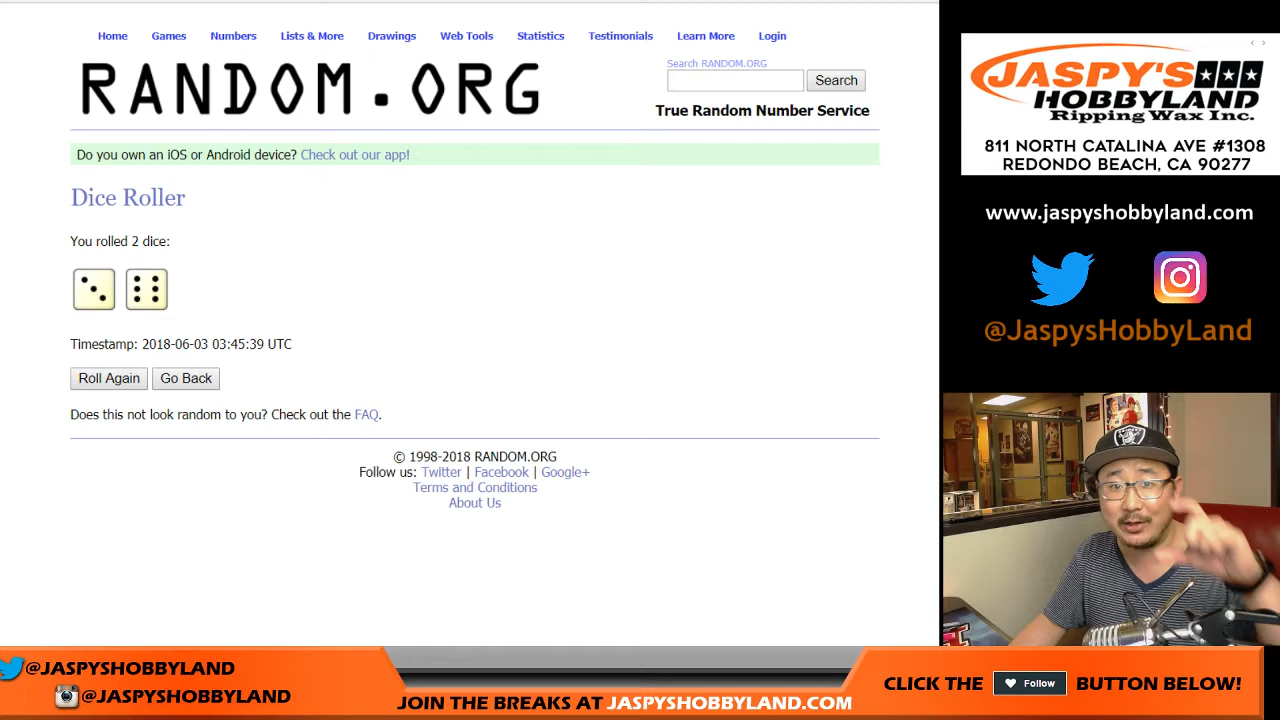 Home Games Numbers Lists & More Drawings Web Tools Statistics Testimonials Learn More Login
RANDOM.ORG
Search RANDOM.ORG
Search
True Random Number Service
Do you own an iOS or Android device? Check out our app!
Dice Roller
You rolled 2 dice:
Timestamp: 2018-06-03 03:45:39 UTC
Roll Again Go Back
Does this not look random to you? Check out the FAQ.
© 1998-2018 RANDOM.ORG
Follow us: Twitter | Facebook | Google+
Terms and Conditions
About Us
JASPY'S
HOBBYLAND
Ripping Wax Inc.
811 NORTH CATALINA AVE #1308
REDONDO BEACH, CA 90277
www.jaspyshobbyland.com
@JaspysHobbyLand
@JASPYSHOBBYLAND
@JASPYSHOBBYLAND
JOIN THE BREAKS AT JASPYSHOBBYLAND.COM
CLICK THE Follow BUTTON BELOW!